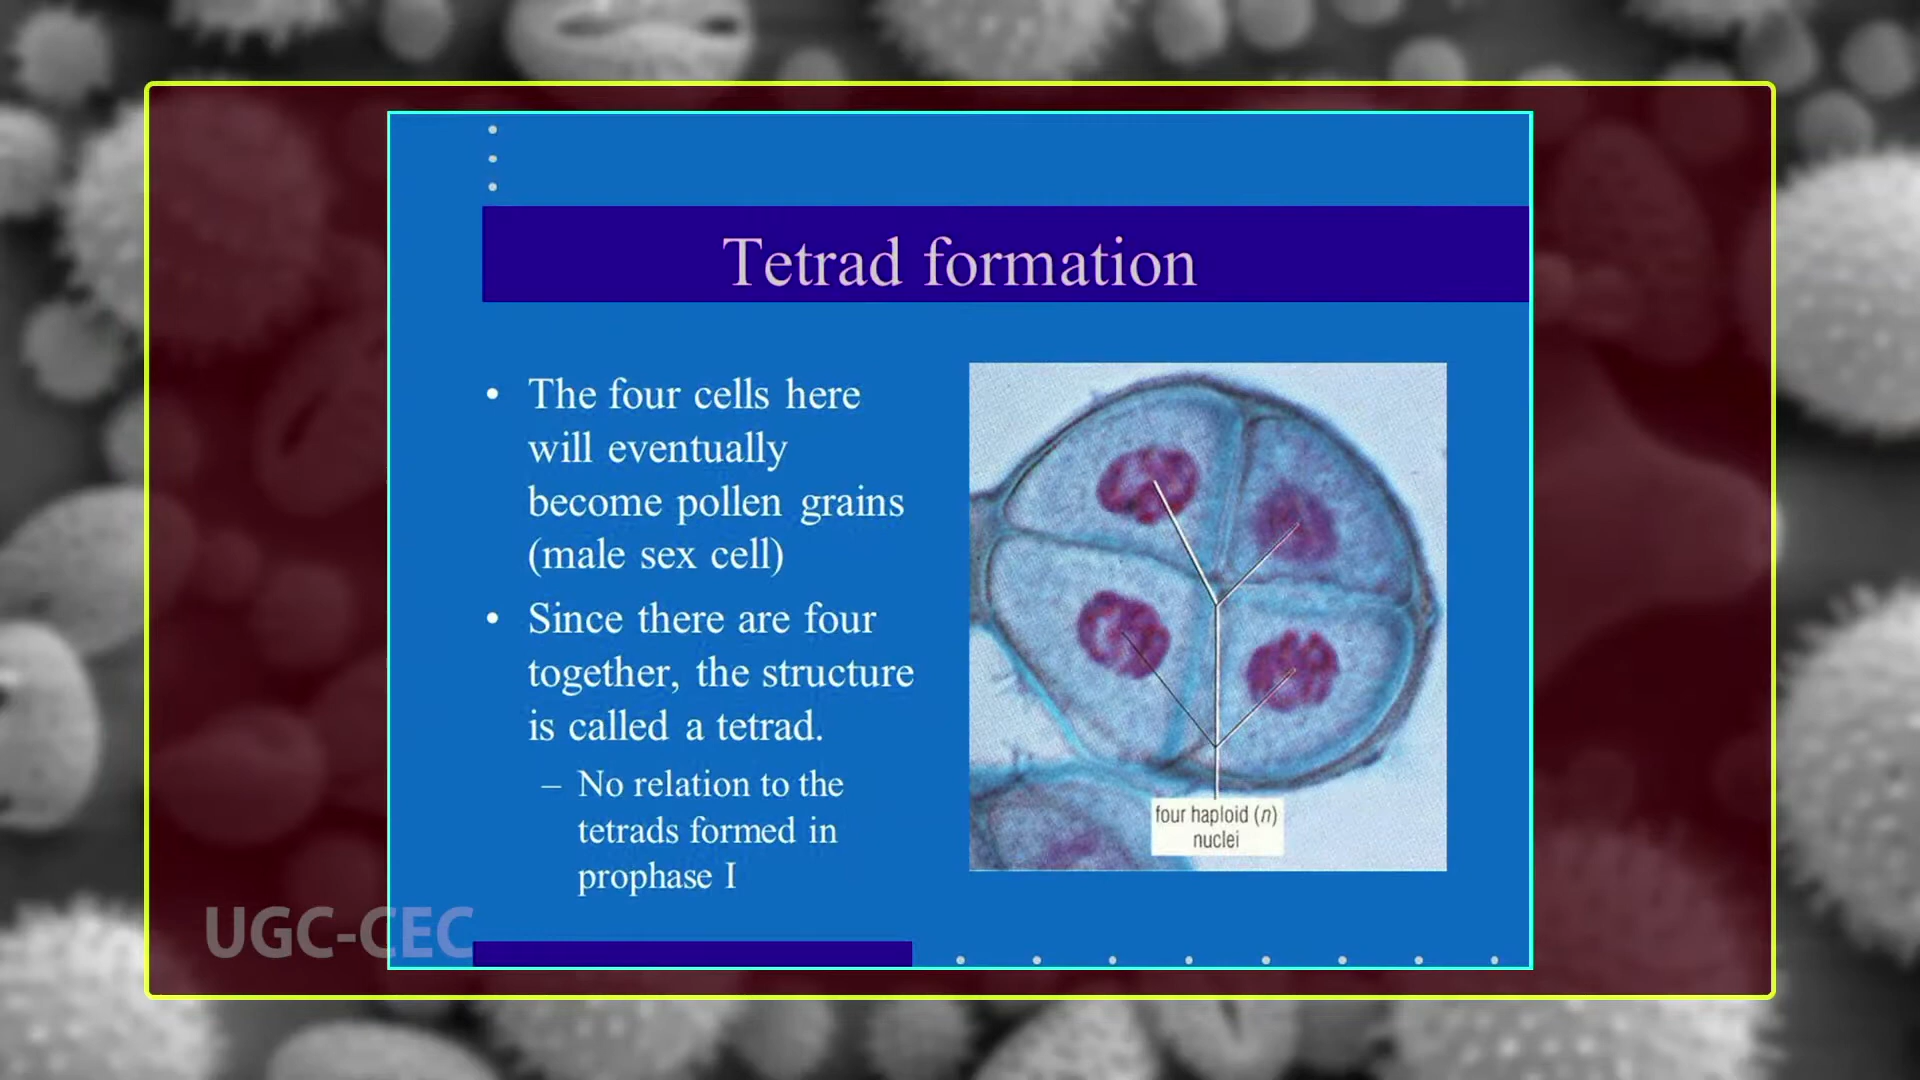 Tetrad formation
• The four cells here
will eventually
become pollen grains
(male sex cell)
• Since there are four
together, the structure
is called a tetrad.
– No relation to the
tetrads formed in
prophase I
four haploid (n)
nuclei
UGC-CEC